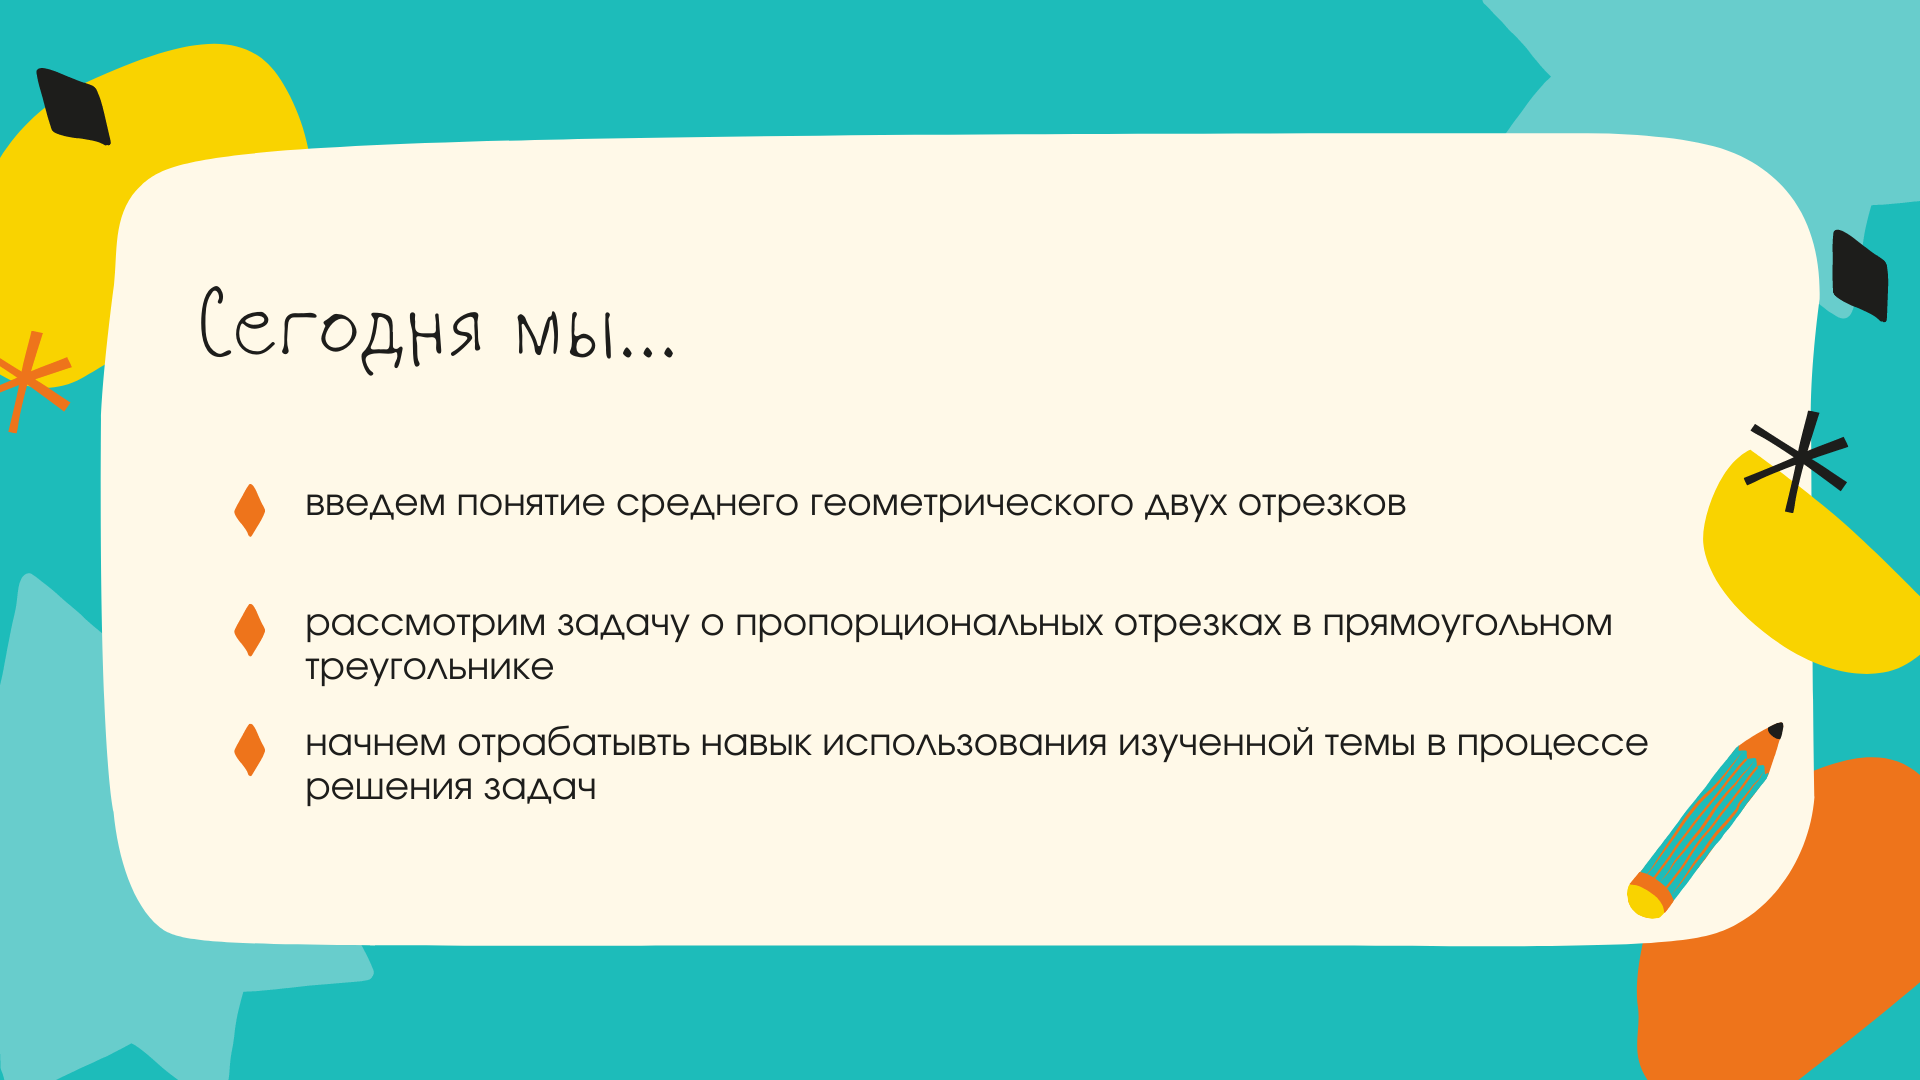 Сегодня мы...
введем понятие среднего геометрического двух отрезков
рассмотрим задачу о пропорциональных отрезках в прямоугольном
треугольнике
начнем отрабатывть навык использования изученной темы в процессе
решения задач